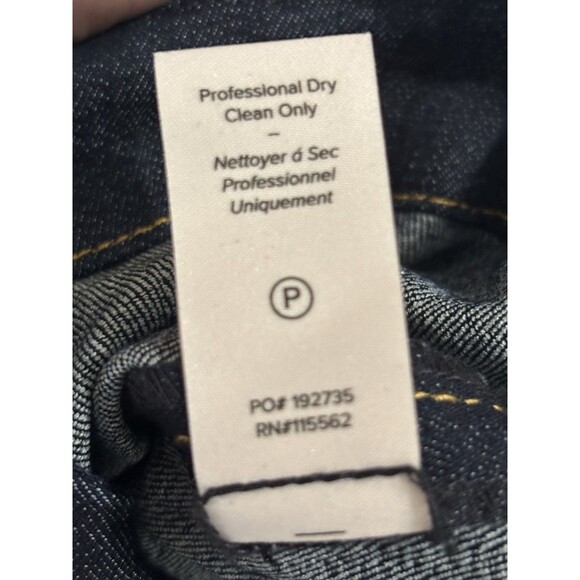 Professional Dry
Clean Only
–
Nettoyer á Sec
Professionnel
Uniquement
P
PO# 192735
RN#115562